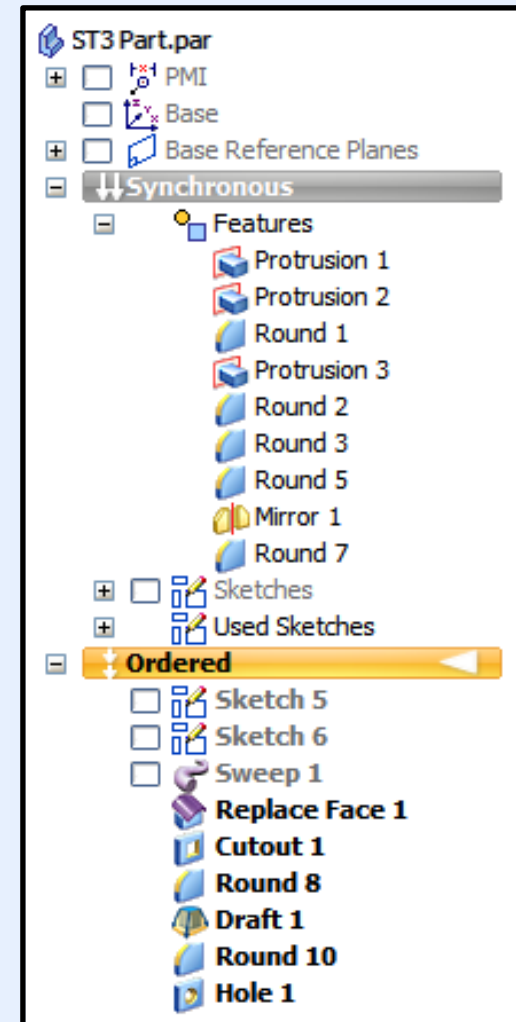 ST3 Part.par
PMI
Base
Base Reference Planes
Synchronous
Features
Protrusion 1
Protrusion 2
Round 1
Protrusion 3
Round 2
Round 3
Round 5
Mirror 1
Round 7
Sketches
Used Sketches
Ordered
Sketch 5
Sketch 6
Sweep 1
Replace Face 1
Cutout 1
Round 8
Draft 1
Round 10
Hole 1